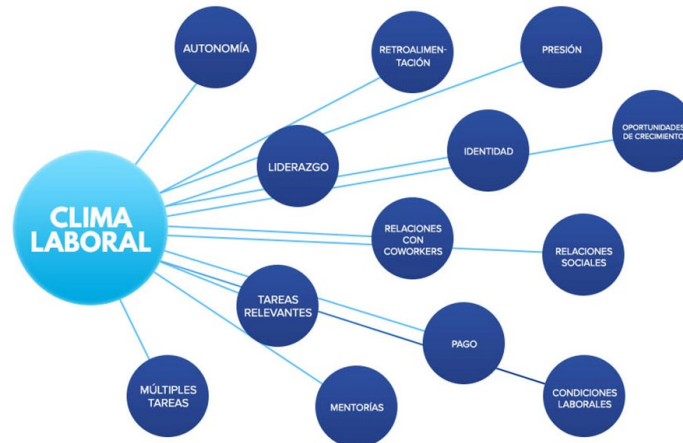 AUTONOMÍA
RETROALIMEN-
TACIÓN
PRESIÓN
OPORTUNIDADES
DE CRECIMIENTO
LIDERAZGO
IDENTIDAD
CLIMA
LABORAL
RELACIONES
CON
COWORKERS
RELACIONES
SOCIALES
TAREAS
RELEVANTES
PAGO
MÚLTIPLES
TAREAS
MENTORÍAS
CONDICIONES
LABORALES